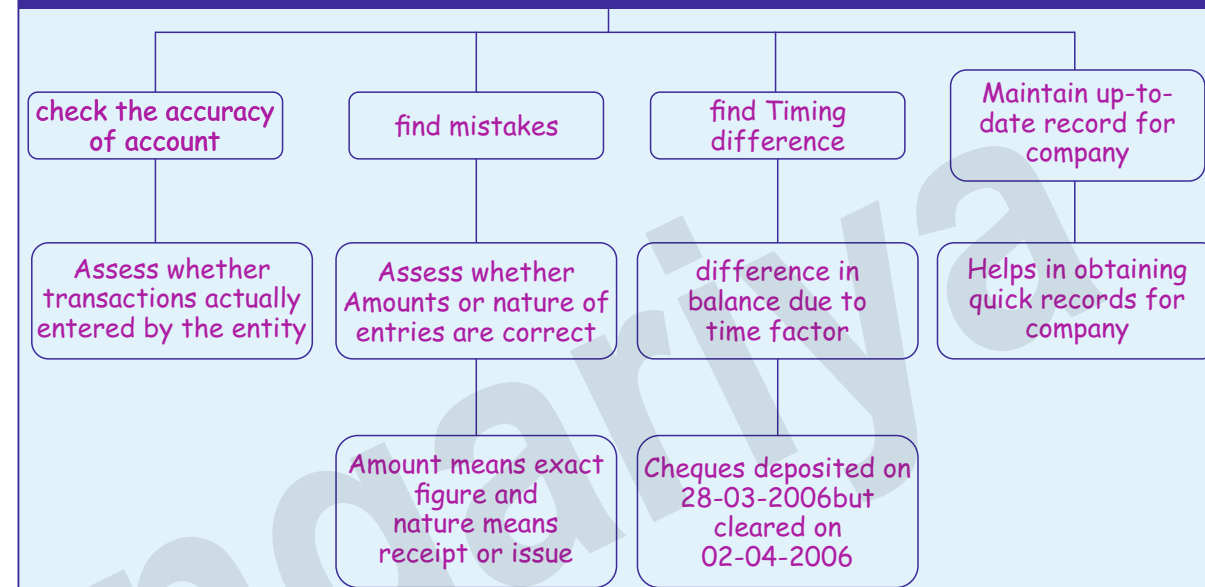 check the accuracy
of account
find mistakes
find Timing
difference
Maintain up-to-
date record for
company
Assess whether
transactions actually
entered by the entity
Assess whether
Amounts or nature of
entries are correct
difference in
balance due to
time factor
Helps in obtaining
quick records for
company
Amount means exact
figure and
nature means
receipt or issue
Cheques deposited on
28-03-2006but
cleared on
02-04-2006